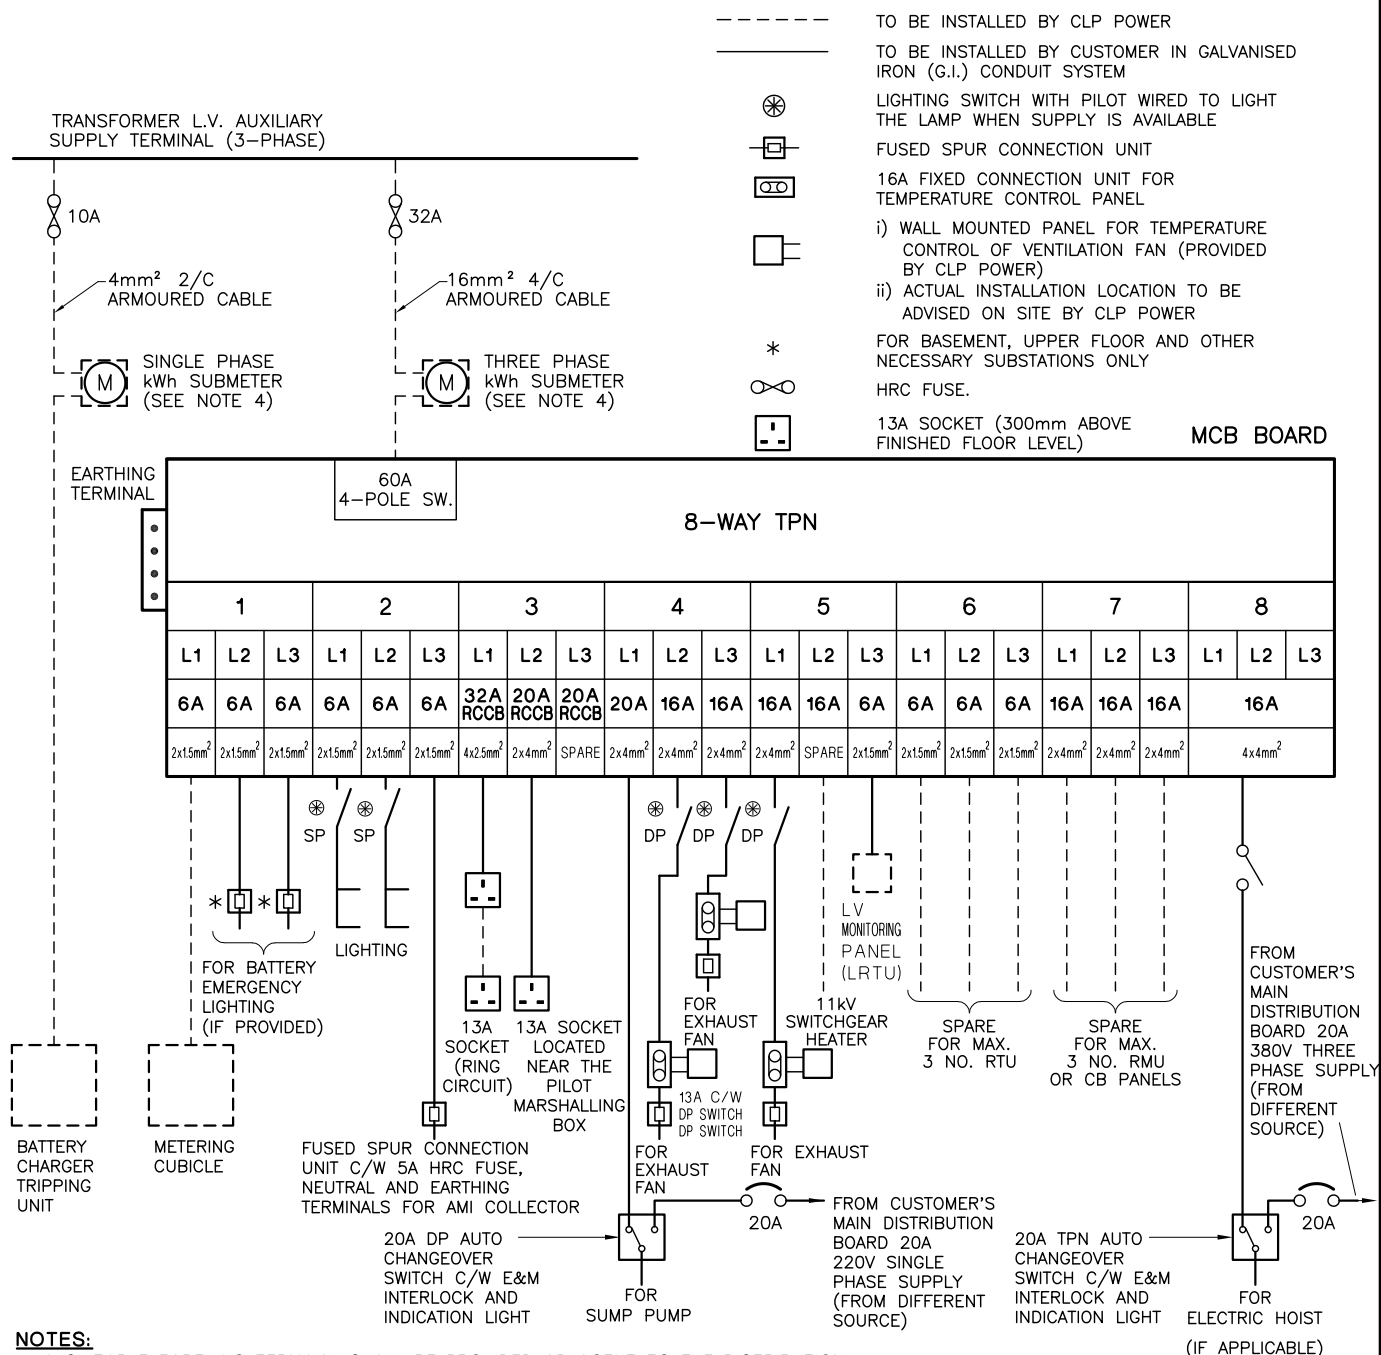 TO BE INSTALLED BY CLP POWER
TO BE INSTALLED BY CUSTOMER IN GALVANISED
IRON (G.I.) CONDUIT SYSTEM
LIGHTING SWITCH WITH PILOT WIRED TO LIGHT
THE LAMP WHEN SUPPLY IS AVAILABLE
FUSED SPUR CONNECTION UNIT
16A FIXED CONNECTION UNIT FOR
TEMPERATURE CONTROL PANEL
i) WALL MOUNTED PANEL FOR TEMPERATURE
CONTROL OF VENTILATION FAN (PROVIDED
BY CLP POWER)
ii) ACTUAL INSTALLATION LOCATION TO BE
ADVISED ON SITE BY CLP POWER
* FOR BASEMENT, UPPER FLOOR AND OTHER
NECESSARY SUBSTATIONS ONLY
HRC FUSE.
13A SOCKET (300mm ABOVE
FINISHED FLOOR LEVEL)
TRANSFORMER L.V. AUXILIARY
SUPPLY TERMINAL (3-PHASE)
10A
32A
4mm² 2/C
ARMOURED CABLE
16mm² 4/C
ARMOURED CABLE
M
SINGLE PHASE
kWh SUBMETER
(SEE NOTE 4)
M
THREE PHASE
kWh SUBMETER
(SEE NOTE 4)
MCB BOARD
EARTHING
TERMINAL
60A
4-POLE SW.
8-WAY TPN
1 2 3 4 5 6 7 8
L1 L2 L3 L1 L2 L3 L1 L2 L3 L1 L2 L3 L1 L2 L3 L1 L2 L3 L1 L2 L3 L1 L2 L3
6A 6A 6A 6A 6A 6A 32A RCCB 20A RCCB 20A RCCB 20A 16A 16A 16A 16A 6A 6A 6A 6A 16A 16A 16A 16A
2x1.5mm² 2x1.5mm² 2x1.5mm² 2x1.5mm² 2x1.5mm² 2x1.5mm² 4x2.5mm² 2x4mm² SPARE 2x4mm² 2x4mm² 2x4mm² 2x4mm² SPARE 2x1.5mm² 2x1.5mm² 2x1.5mm² 2x1.5mm² 2x4mm² 2x4mm² 2x4mm² 4x4mm²
SP SP
DP DP DP
* *
FOR BATTERY
EMERGENCY
LIGHTING
(IF PROVIDED)
LIGHTING
LV
MONITORING
PANEL
(LRTU)
13A
SOCKET
(RING
CIRCUIT)
13A SOCKET
LOCATED
NEAR THE
PILOT
MARSHALLING
BOX
FOR
EXHAUST
FAN
11kV
SWITCHGEAR
HEATER
SPARE
FOR MAX.
3 NO. RTU
SPARE
FOR MAX.
3 NO. RMU
OR CB PANELS
FROM
CUSTOMER'S
MAIN
DISTRIBUTION
BOARD 20A
380V THREE
PHASE SUPPLY
(FROM
DIFFERENT
SOURCE)
13A C/W
DP SWITCH
DP SWITCH
BATTERY
CHARGER
TRIPPING
UNIT
METERING
CUBICLE
FUSED SPUR CONNECTION
UNIT C/W 5A HRC FUSE,
NEUTRAL AND EARTHING
TERMINALS FOR AMI COLLECTOR
FOR
EXHAUST
FAN
FOR EXHAUST
FAN
20A DP AUTO
CHANGEOVER
SWITCH C/W E&M
INTERLOCK AND
INDICATION LIGHT
FOR
SUMP PUMP
20A
FROM CUSTOMER'S
MAIN DISTRIBUTION
BOARD 20A
220V SINGLE
PHASE SUPPLY
(FROM DIFFERENT
SOURCE)
20A TPN AUTO
CHANGEOVER
SWITCH C/W E&M
INTERLOCK AND
INDICATION LIGHT
20A
FOR
ELECTRIC HOIST
(IF APPLICABLE)
NOTES: